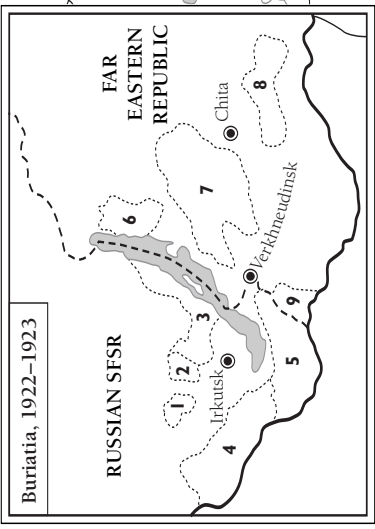 Buriatia, 1922–1923
RUSSIAN SFSR
FAR
EASTERN
REPUBLIC
1
2
3
4
5
6
7
8
9
Irkutsk
Verkhneudinsk
Chita